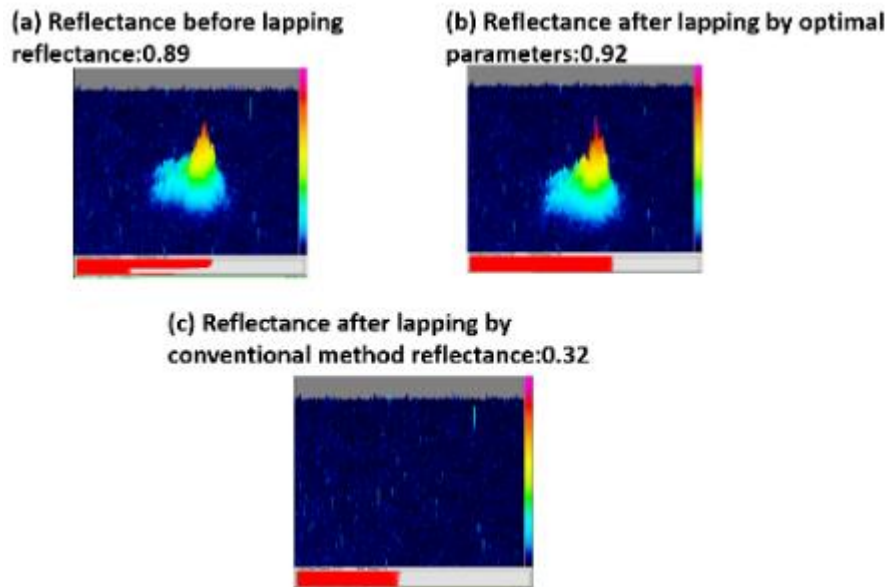 (a) Reflectance before lapping
reflectance:0.89
(b) Reflectance after lapping by optimal
parameters:0.92
(c) Reflectance after lapping by
conventional method reflectance:0.32